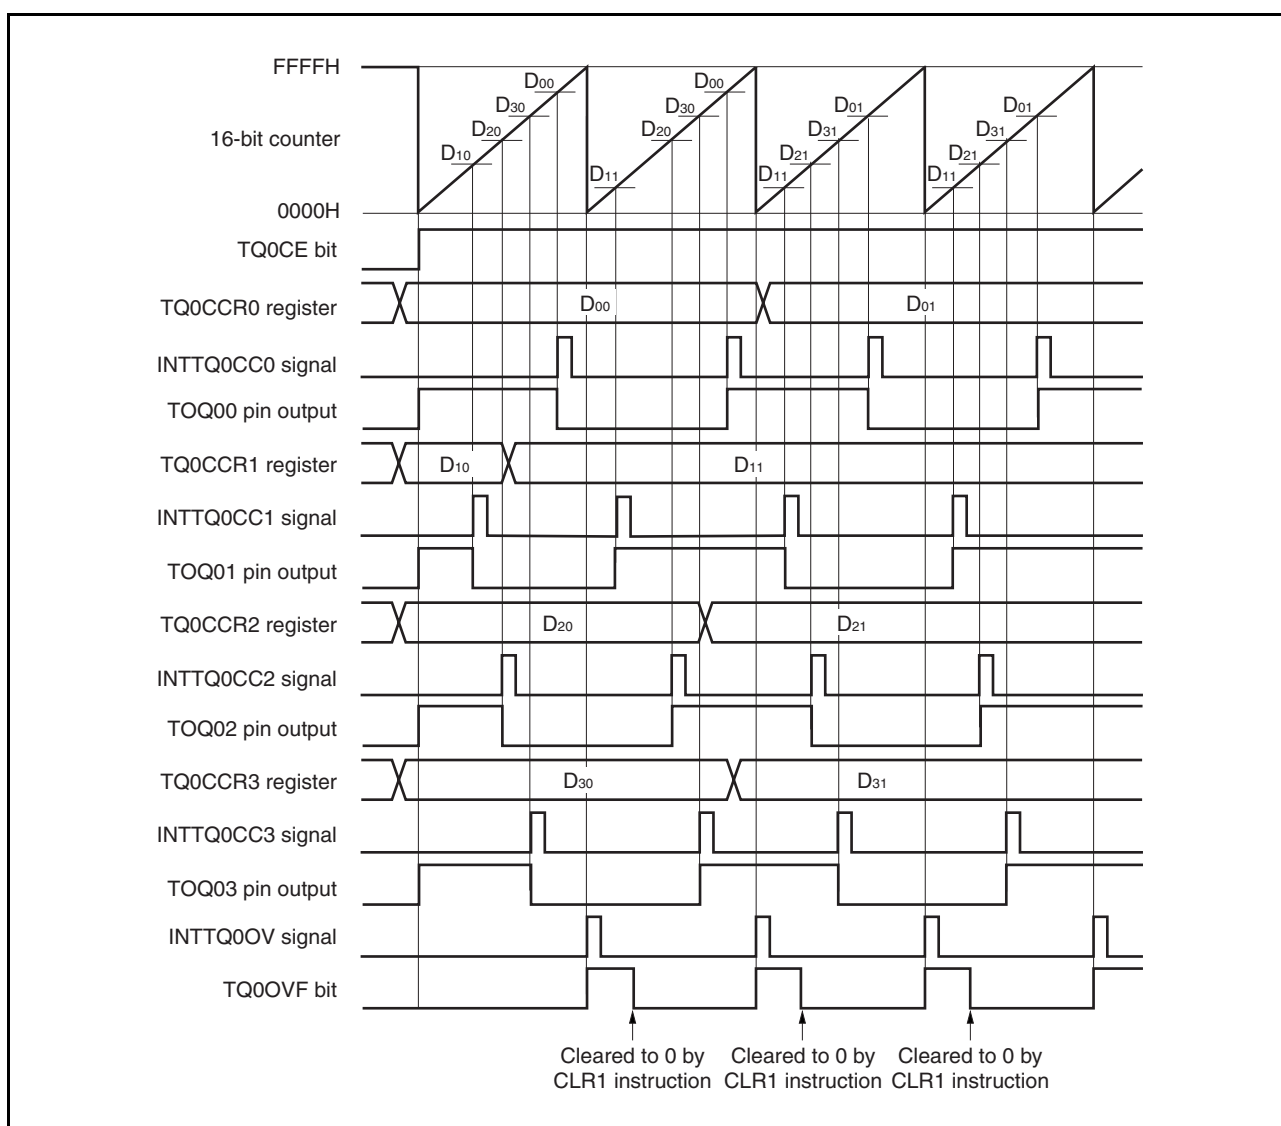 FFFFH
D00
D00
D30
D30
D01
D01
16-bit counter
D20
D20
D31
D31
D10
D21
D21
D11
D11
D11
0000H
TQ0CE bit
TQ0CCR0 register
D00
D01
INTTQ0CC0 signal
TOQ00 pin output
TQ0CCR1 register
D10
D11
INTTQ0CC1 signal
TOQ01 pin output
TQ0CCR2 register
D20
D21
INTTQ0CC2 signal
TOQ02 pin output
TQ0CCR3 register
D30
D31
INTTQ0CC3 signal
TOQ03 pin output
INTTQ0OV signal
TQ0OVF bit
Cleared to 0 by
CLR1 instruction
Cleared to 0 by
CLR1 instruction
Cleared to 0 by
CLR1 instruction